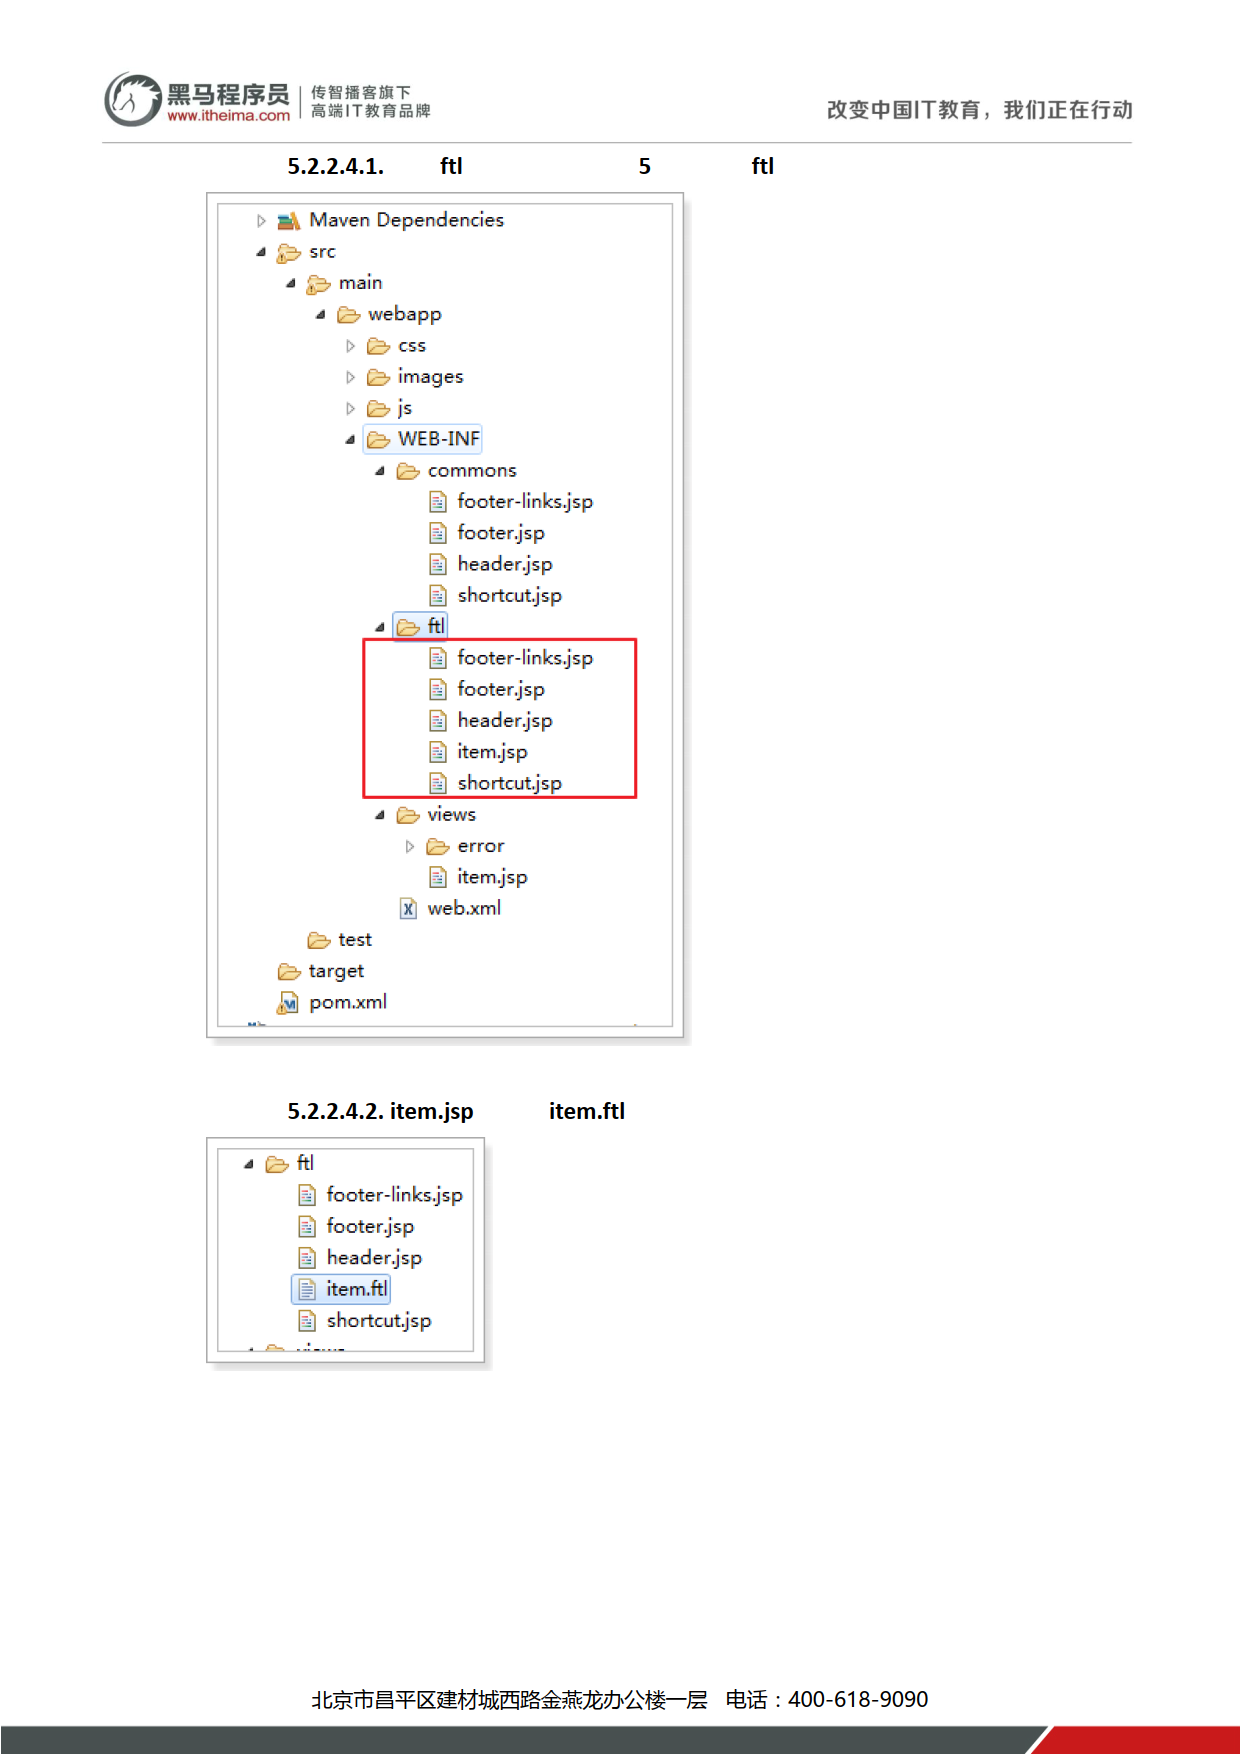 黑马程序员
www.itheima.com
传智播客旗下
高端IT教育品牌
改变中国IT教育，我们正在行动
5.2.2.4.1. ftl 5 ftl
Maven Dependencies
src
main
webapp
css
images
js
WEB-INF
commons
footer-links.jsp
footer.jsp
header.jsp
shortcut.jsp
ftl
footer-links.jsp
footer.jsp
header.jsp
item.jsp
shortcut.jsp
views
error
item.jsp
web.xml
test
target
pom.xml
5.2.2.4.2. item.jsp item.ftl
ftl
footer-links.jsp
footer.jsp
header.jsp
item.ftl
shortcut.jsp
北京市昌平区建材城西路金燕龙办公楼一层 电话：400-618-9090